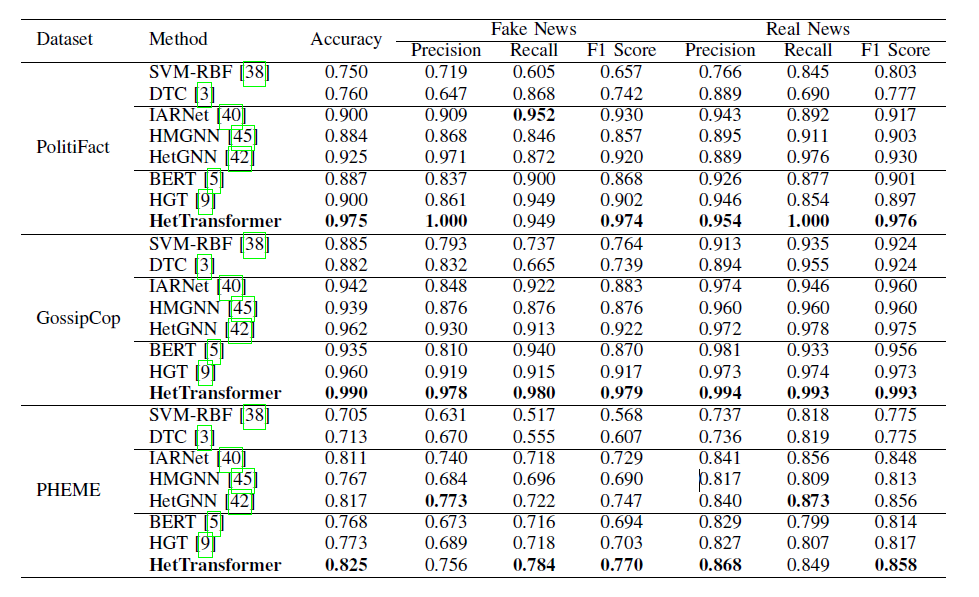 Dataset Method Accuracy Fake News Real News
Precision Recall F1 Score Precision Recall F1 Score
PolitiFact
SVM-RBF [38] 0.750 0.719 0.605 0.657 0.766 0.845 0.803
DTC [3] 0.760 0.647 0.868 0.742 0.889 0.690 0.777
IARNet [40] 0.900 0.909 0.952 0.930 0.943 0.892 0.917
HMGNN [45] 0.884 0.868 0.846 0.857 0.895 0.911 0.903
HetGNN [42] 0.925 0.971 0.872 0.920 0.889 0.976 0.930
BERT [5] 0.887 0.837 0.900 0.868 0.926 0.877 0.901
HGT [9] 0.900 0.861 0.949 0.902 0.946 0.854 0.897
HetTransformer 0.975 1.000 0.949 0.974 0.954 1.000 0.976
GossipCop
SVM-RBF [38] 0.885 0.793 0.737 0.764 0.913 0.935 0.924
DTC [3] 0.882 0.832 0.665 0.739 0.894 0.955 0.924
IARNet [40] 0.942 0.848 0.922 0.883 0.974 0.946 0.960
HMGNN [45] 0.939 0.876 0.876 0.876 0.960 0.960 0.960
HetGNN [42] 0.962 0.930 0.913 0.922 0.972 0.978 0.975
BERT [5] 0.935 0.810 0.940 0.870 0.981 0.933 0.956
HGT [9] 0.960 0.919 0.915 0.917 0.973 0.974 0.973
HetTransformer 0.990 0.978 0.980 0.979 0.994 0.993 0.993
PHEME
SVM-RBF [38] 0.705 0.631 0.517 0.568 0.737 0.818 0.775
DTC [3] 0.713 0.670 0.555 0.607 0.736 0.819 0.775
IARNet [40] 0.811 0.740 0.718 0.729 0.841 0.856 0.848
HMGNN [45] 0.767 0.684 0.696 0.690 0.817 0.809 0.813
HetGNN [42] 0.817 0.773 0.722 0.747 0.840 0.873 0.856
BERT [5] 0.768 0.673 0.716 0.694 0.829 0.799 0.814
HGT [9] 0.773 0.689 0.718 0.703 0.827 0.807 0.817
HetTransformer 0.825 0.756 0.784 0.770 0.868 0.849 0.858